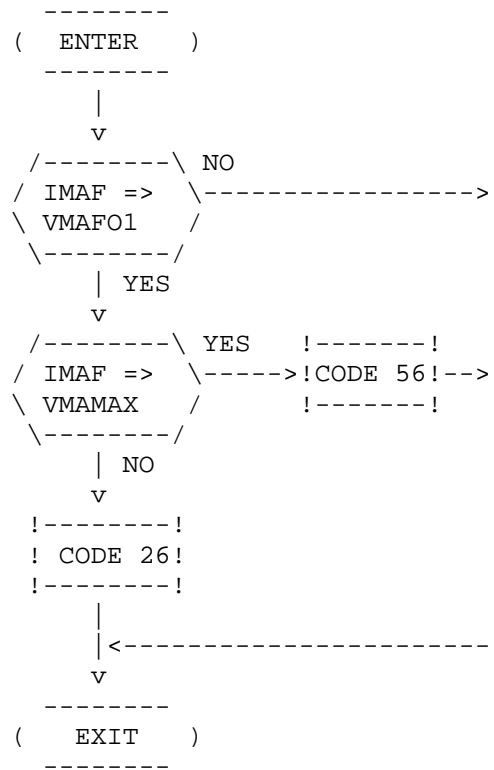 ENTER
NO
IMAF =>
VMAFO1
YES
YES
IMAF =>
CODE 56
VMAMAX
NO
CODE 26
EXIT